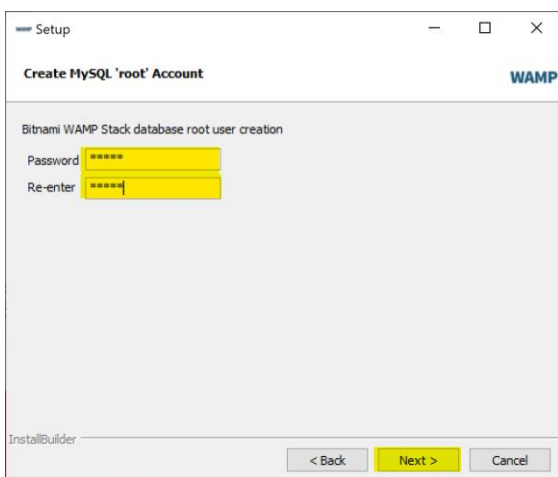 WAMP Setup
Create MySQL 'root' Account
WAMP
Bitnami WAMP Stack database root user creation
Password *****
Re-enter *****
InstallBuilder
< Back Next > Cancel